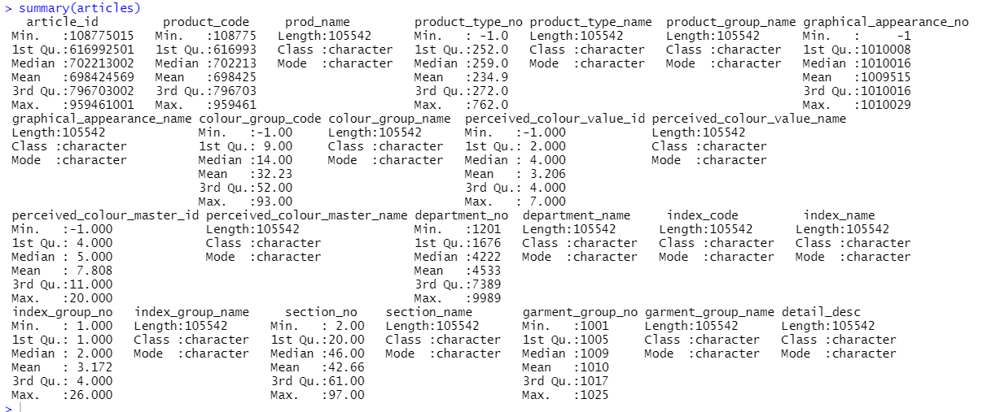 > summary(articles)
article_id product_code prod_name product_type_no product_type_name product_group_name graphical_appearance_no
Min. :108775015 Min. :108775 Length:105542 Min. : -1.0 Length:105542 Length:105542 Min. : -1
1st Qu.:616992501 1st Qu.:616993 Class :character 1st Qu.:252.0 Class :character Class :character 1st Qu.:1010008
Median :702213002 Median :702213 Mode :character Median :259.0 Mode :character Mode :character Median :1010016
Mean :698424569 Mean :698425 Mean :234.9 Mean :1009515
3rd Qu.:796703002 3rd Qu.:796703 3rd Qu.:272.0 3rd Qu.:1010016
Max. :959461001 Max. :959461 Max. :762.0 Max. :1010029
graphical_appearance_name colour_group_code colour_group_name perceived_colour_value_id perceived_colour_value_name
Length:105542 Min. :-1.00 Length:105542 Min. :-1.000 Length:105542
Class :character 1st Qu.: 9.00 Class :character 1st Qu.: 2.000 Class :character
Mode :character Median :14.00 Mode :character Median : 4.000 Mode :character
Mean :32.23 Mean : 3.206
3rd Qu.:52.00 3rd Qu.: 4.000
Max. :93.00 Max. : 7.000
perceived_colour_master_id perceived_colour_master_name department_no department_name index_code index_name
Min. :-1.000 Length:105542 Min. :1201 Length:105542 Length:105542 Length:105542
1st Qu.: 4.000 Class :character 1st Qu.:1676 Class :character Class :character Class :character
Median : 5.000 Mode :character Median :4222 Mode :character Mode :character Mode :character
Mean : 7.808 Mean :4533
3rd Qu.:11.000 3rd Qu.:7389
Max. :20.000 Max. :9989
index_group_no index_group_name section_no section_name garment_group_no garment_group_name detail_desc
Min. : 1.000 Length:105542 Min. : 2.00 Length:105542 Min. :1001 Length:105542 Length:105542
1st Qu.: 1.000 Class :character 1st Qu.:20.00 Class :character 1st Qu.:1005 Class :character Class :character
Median : 2.000 Mode :character Median :46.00 Mode :character Median :1009 Mode :character Mode :character
Mean : 3.172 Mean :42.66 Mean :1010
3rd Qu.: 4.000 3rd Qu.:61.00 3rd Qu.:1017
Max. :26.000 Max. :97.00 Max. :1025
>